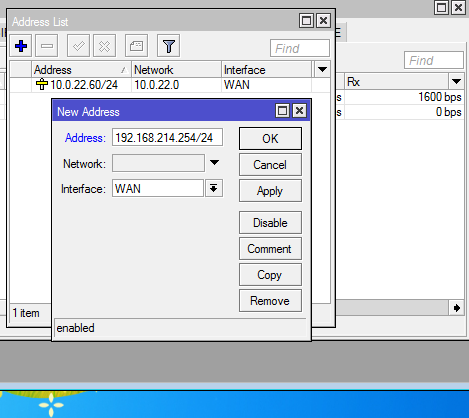 Address List
Find
Address Network Interface
10.0.22.60/24 10.0.22.0 WAN
New Address
Address: 192.168.214.254/24
Network:
Interface: WAN
OK
Cancel
Apply
Disable
Comment
Copy
Remove
enabled
1 item
Find
Rx
1600 bps
0 bps